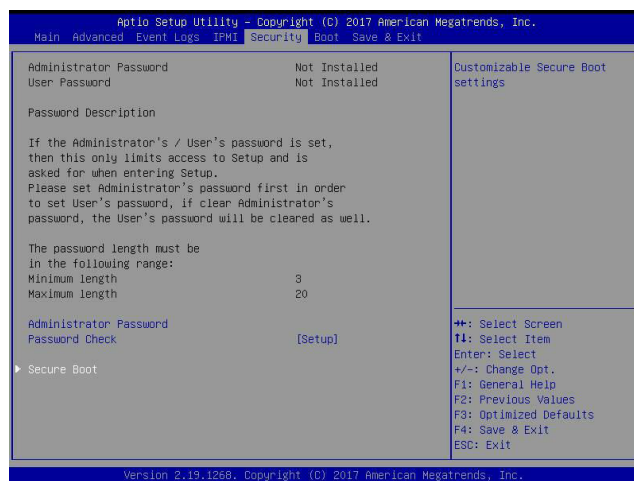 Aptio Setup Utility – Copyright (C) 2017 American Megatrends, Inc.
Main Advanced Event Logs IPMI Security Boot Save & Exit
Administrator Password Not Installed
User Password Not Installed
Password Description
If the Administrator's / User's password is set,
then this only limits access to Setup and is
asked for when entering Setup.
Please set Administrator's password first in order
to set User's password, if clear Administrator's
password, the User's password will be cleared as well.
The password length must be
in the following range:
Minimum length 3
Maximum length 20
Administrator Password
Password Check [Setup]
Secure Boot
Customizable Secure Boot
settings
→←: Select Screen
↑↓: Select Item
Enter: Select
+/-: Change Opt.
F1: General Help
F2: Previous Values
F3: Optimized Defaults
F4: Save & Exit
ESC: Exit
Version 2.19.1268. Copyright (C) 2017 American Megatrends, Inc.